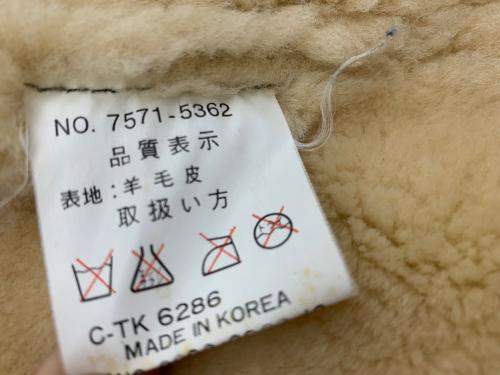 NO. 7571-5362
品質表示
表地:羊毛皮
取扱い方
C-TK 6286
MADE IN KOREA